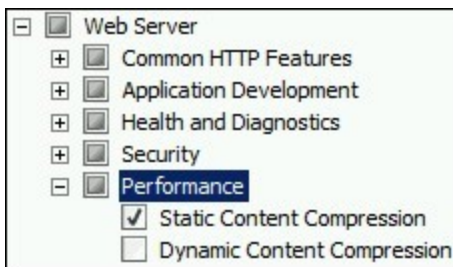 Web Server
Common HTTP Features
Application Development
Health and Diagnostics
Security
Performance
Static Content Compression
Dynamic Content Compression